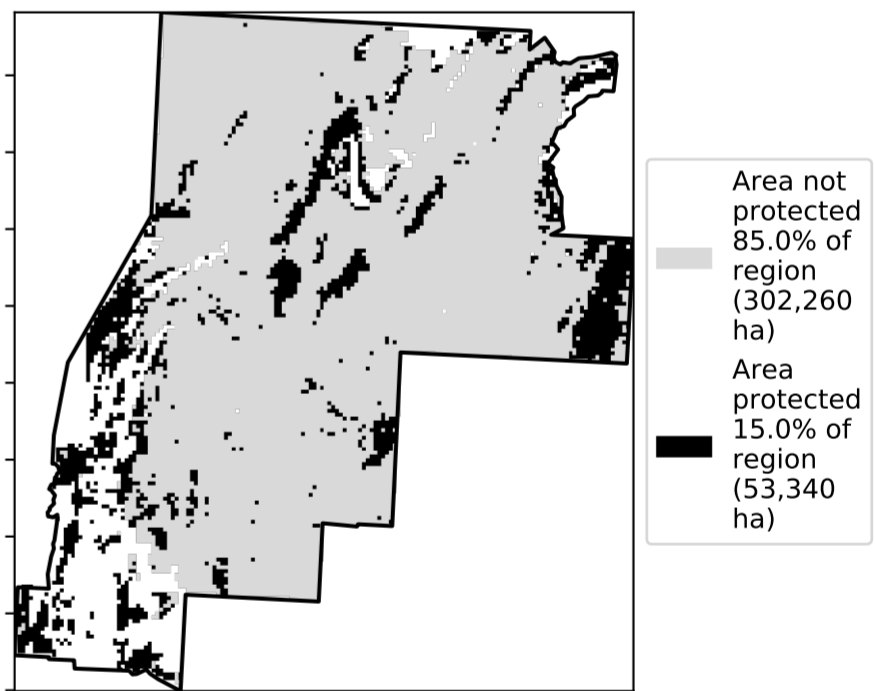 Area not
protected
85.0% of
region
(302,260
ha)
Area
protected
15.0% of
region
(53,340
ha)